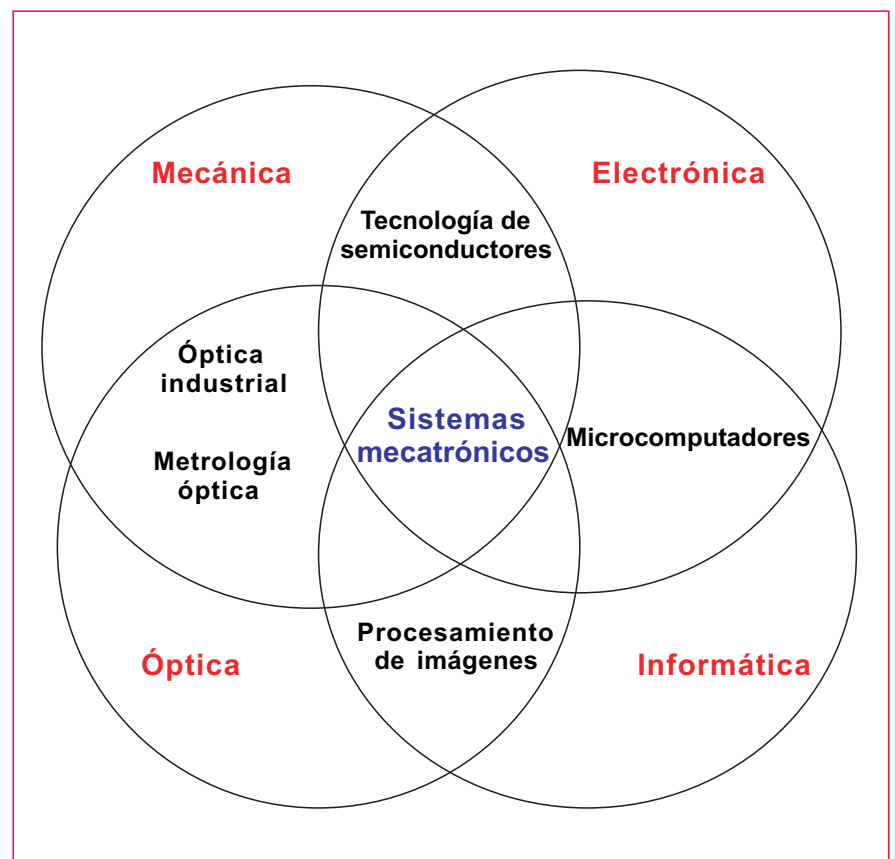 Mecánica
Electrónica
Tecnología de
semiconductores
Óptica
industrial
Sistemas
mecatrónicos
Microcomputadores
Metrología
óptica
Procesamiento
de imágenes
Óptica
Informática